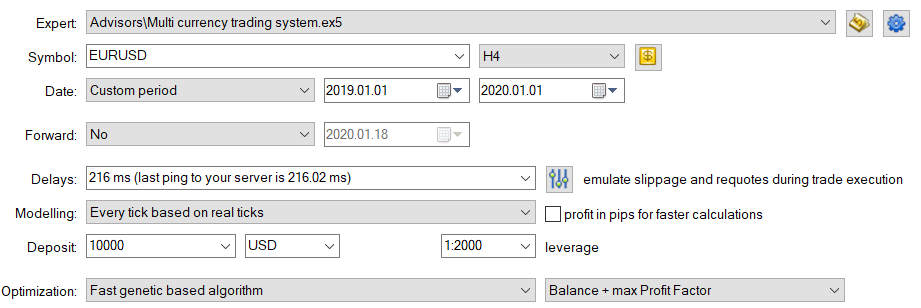 Expert: Advisors\Multi currency trading system.ex5
Symbol: EURUSD H4
Date: Custom period 2019.01.01 2020.01.01
Forward: No 2020.01.18
Delays: 216 ms (last ping to your server is 216.02 ms) emulate slippage and requotes during trade execution
Modelling: Every tick based on real ticks profit in pips for faster calculations
Deposit: 10000 USD 1:2000 leverage
Optimization: Fast genetic based algorithm Balance + max Profit Factor